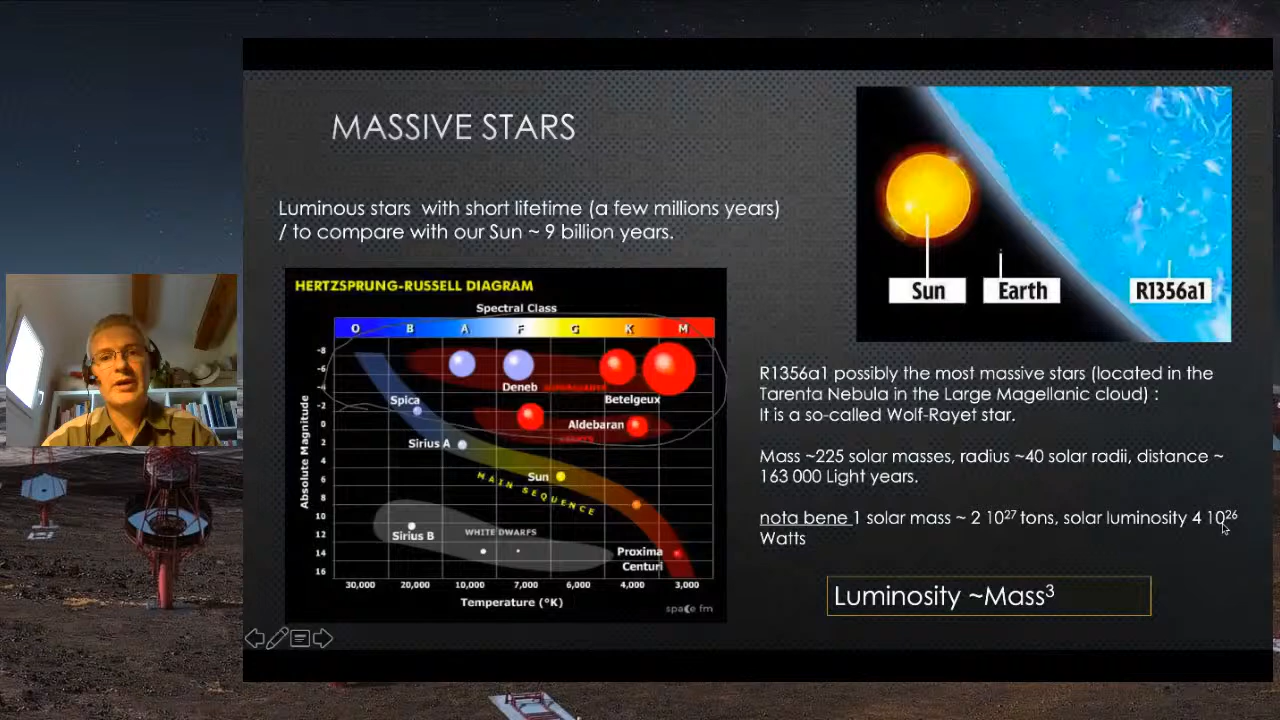 MASSIVE STARS
Luminous stars with short lifetime (a few millions years)
/ to compare with our Sun ~ 9 billion years.
HERTZSPRUNG-RUSSELL DIAGRAM
Spectral Class
O B A F G K M
-8
-6
-4
-2
0
2
4
6
8
10
12
14
16
Absolute Magnitude
Deneb
SUPERGIANTS
Betelgeux
Spica
Aldebaran
GIANTS
Sirius A
Sun
MAIN SEQUENCE
Sirius B
WHITE DWARFS
Proxima
Centuri
30,000 20,000 10,000 7,000 6,000 4,000 3,000
Temperature (°K)
space fm
Sun
Earth
R1356a1
R1356a1 possibly the most massive stars (located in the
Tarenta Nebula in the Large Magellanic cloud) :
It is a so-called Wolf-Rayet star.
Mass ~225 solar masses, radius ~40 solar radii, distance ~
163 000 Light years.
nota bene 1 solar mass ~ 2 10²⁷ tons, solar luminosity 4 10²⁶
Watts
Luminosity ~Mass³